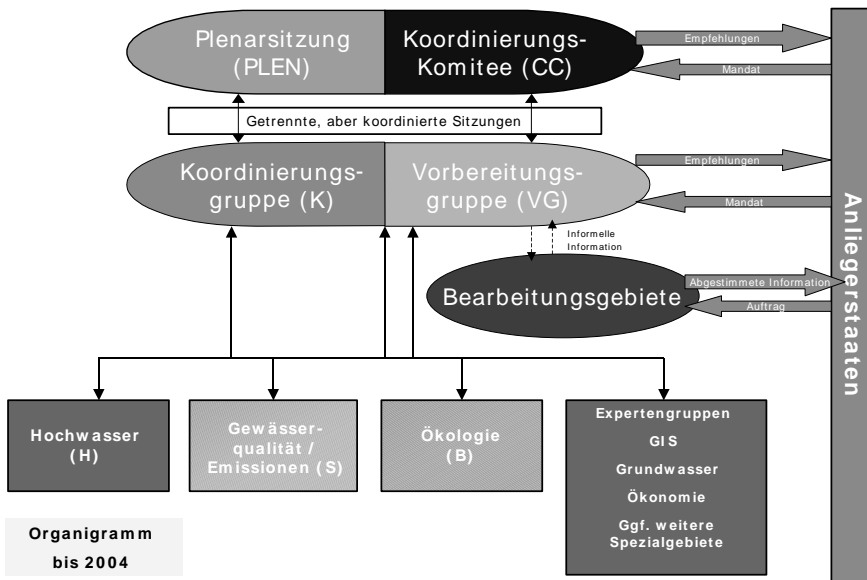 Plenarsitzung
(PLEN)
Koordinierungs-
Komitee (CC)
Empfehlungen
Mandat
Getrennte, aber koordinierte Sitzungen
Koordinierungs-
gruppe (K)
Vorbereitungs-
gruppe (VG)
Empfehlungen
Mandat
Informelle
Information
Bearbeitungsgebiete
Abgestimmte Information
Auftrag
Anliegerstaaten
Hochwasser
(H)
Gewässer-
qualität /
Emissionen (S)
Ökologie
(B)
Expertengruppen
GIS
Grundwasser
Ökonomie
Ggf. weitere
Spezialgebiete
Organigramm
bis 2004